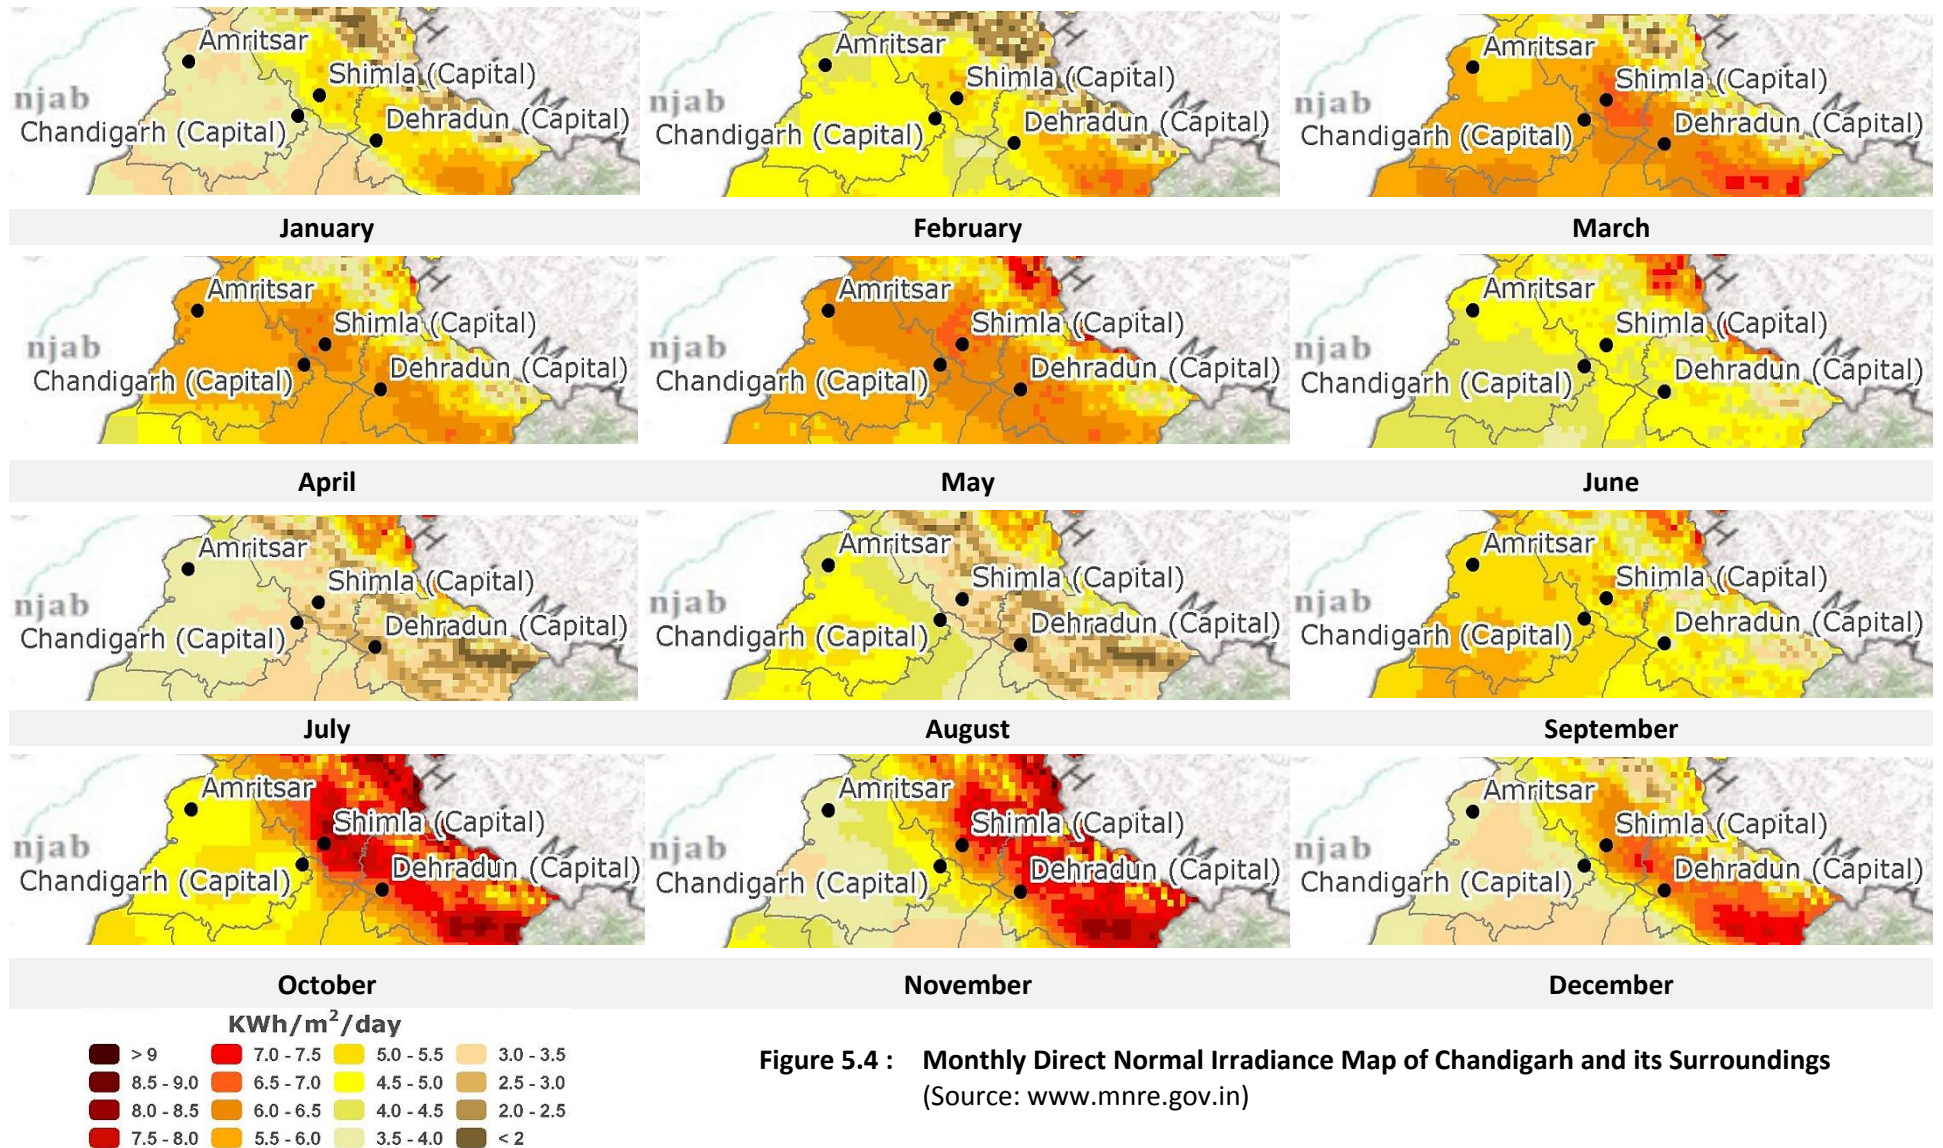 Amritsar
Shimla (Capital)
njab
Chandigarh (Capital)
Dehradun (Capital)
January
Amritsar
Shimla (Capital)
njab
Chandigarh (Capital)
Dehradun (Capital)
February
Amritsar
Shimla (Capital)
njab
Chandigarh (Capital)
Dehradun (Capital)
March
Amritsar
Shimla (Capital)
njab
Chandigarh (Capital)
Dehradun (Capital)
April
Amritsar
Shimla (Capital)
njab
Chandigarh (Capital)
Dehradun (Capital)
May
Amritsar
Shimla (Capital)
njab
Chandigarh (Capital)
Dehradun (Capital)
June
Amritsar
Shimla (Capital)
njab
Chandigarh (Capital)
Dehradun (Capital)
July
Amritsar
Shimla (Capital)
njab
Chandigarh (Capital)
Dehradun (Capital)
August
Amritsar
Shimla (Capital)
njab
Chandigarh (Capital)
Dehradun (Capital)
September
Amritsar
Shimla (Capital)
njab
Chandigarh (Capital)
Dehradun (Capital)
October
Amritsar
Shimla (Capital)
njab
Chandigarh (Capital)
Dehradun (Capital)
November
Amritsar
Shimla (Capital)
njab
Chandigarh (Capital)
Dehradun (Capital)
December
KWh/m²/day
> 9 7.0 - 7.5 5.0 - 5.5 3.0 - 3.5
8.5 - 9.0 6.5 - 7.0 4.5 - 5.0 2.5 - 3.0
8.0 - 8.5 6.0 - 6.5 4.0 - 4.5 2.0 - 2.5
7.5 - 8.0 5.5 - 6.0 3.5 - 4.0 < 2
Figure 5.4 : Monthly Direct Normal Irradiance Map of Chandigarh and its Surroundings
(Source: www.mnre.gov.in)